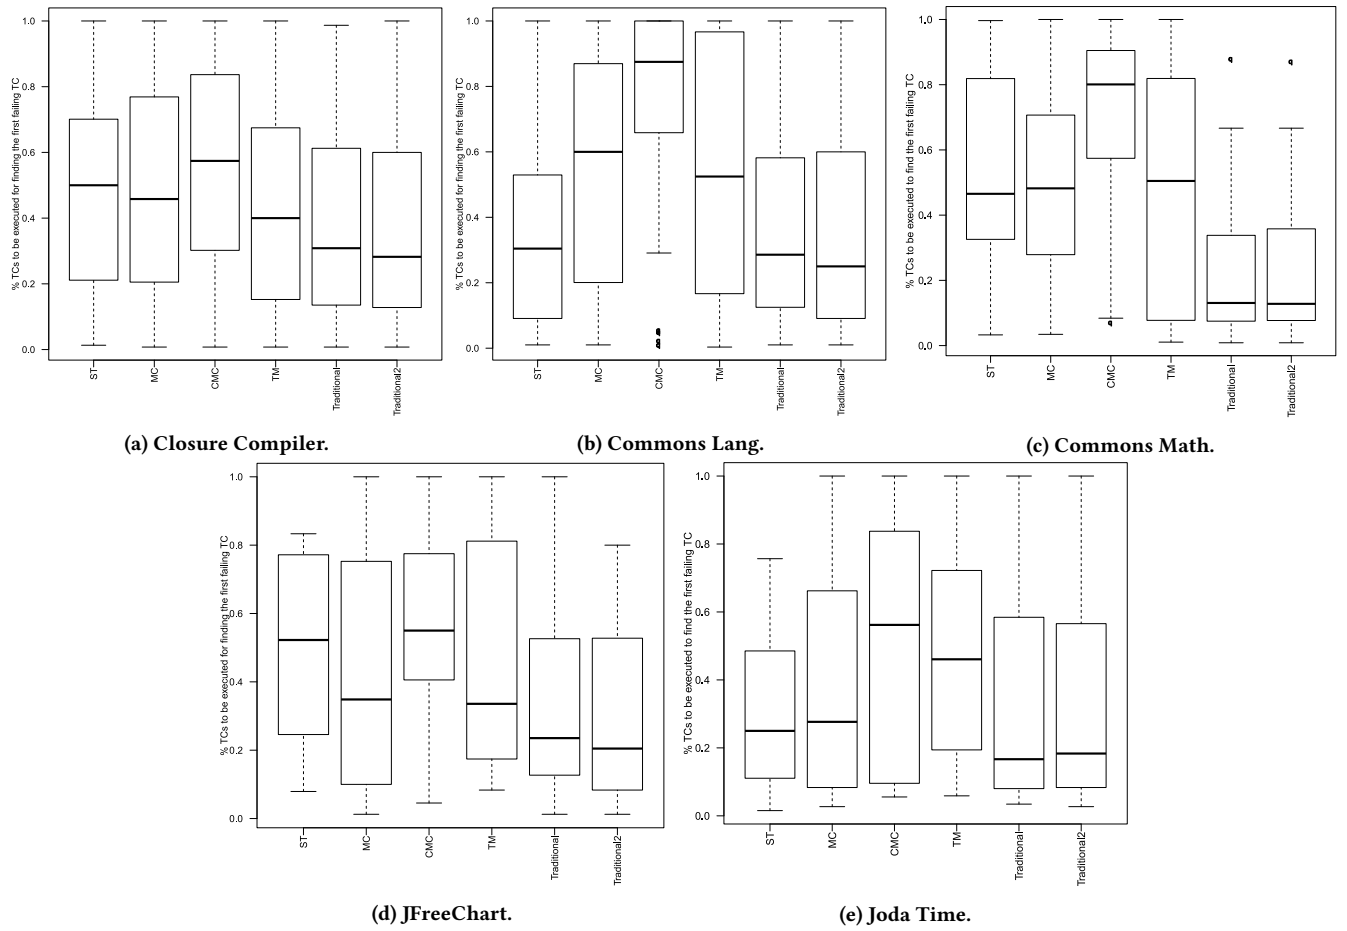 % TCs to be executed for finding the first failing TC
1.0
0.8
0.6
0.4
0.2
0.0
ST
MC
CMC
TM
Traditional
Traditional2
(a) Closure Compiler.
% TCs to be executed for finding the first failing TC
1.0
0.8
0.6
0.4
0.2
0.0
ST
MC
CMC
TM
Traditional
Traditional2
(b) Commons Lang.
% TCs to be executed to find the first failing TC
1.0
0.8
0.6
0.4
0.2
0.0
ST
MC
CMC
TM
Traditional
Traditional2
(c) Commons Math.
% TCs to be executed for finding the first failing TC
1.0
0.8
0.6
0.4
0.2
0.0
ST
MC
CMC
TM
Traditional
Traditional2
(d) JFreeChart.
% TCs to be executed to find the first failing TC
1.0
0.8
0.6
0.4
0.2
0.0
ST
MC
CMC
TM
Traditional
Traditional2
(e) Joda Time.